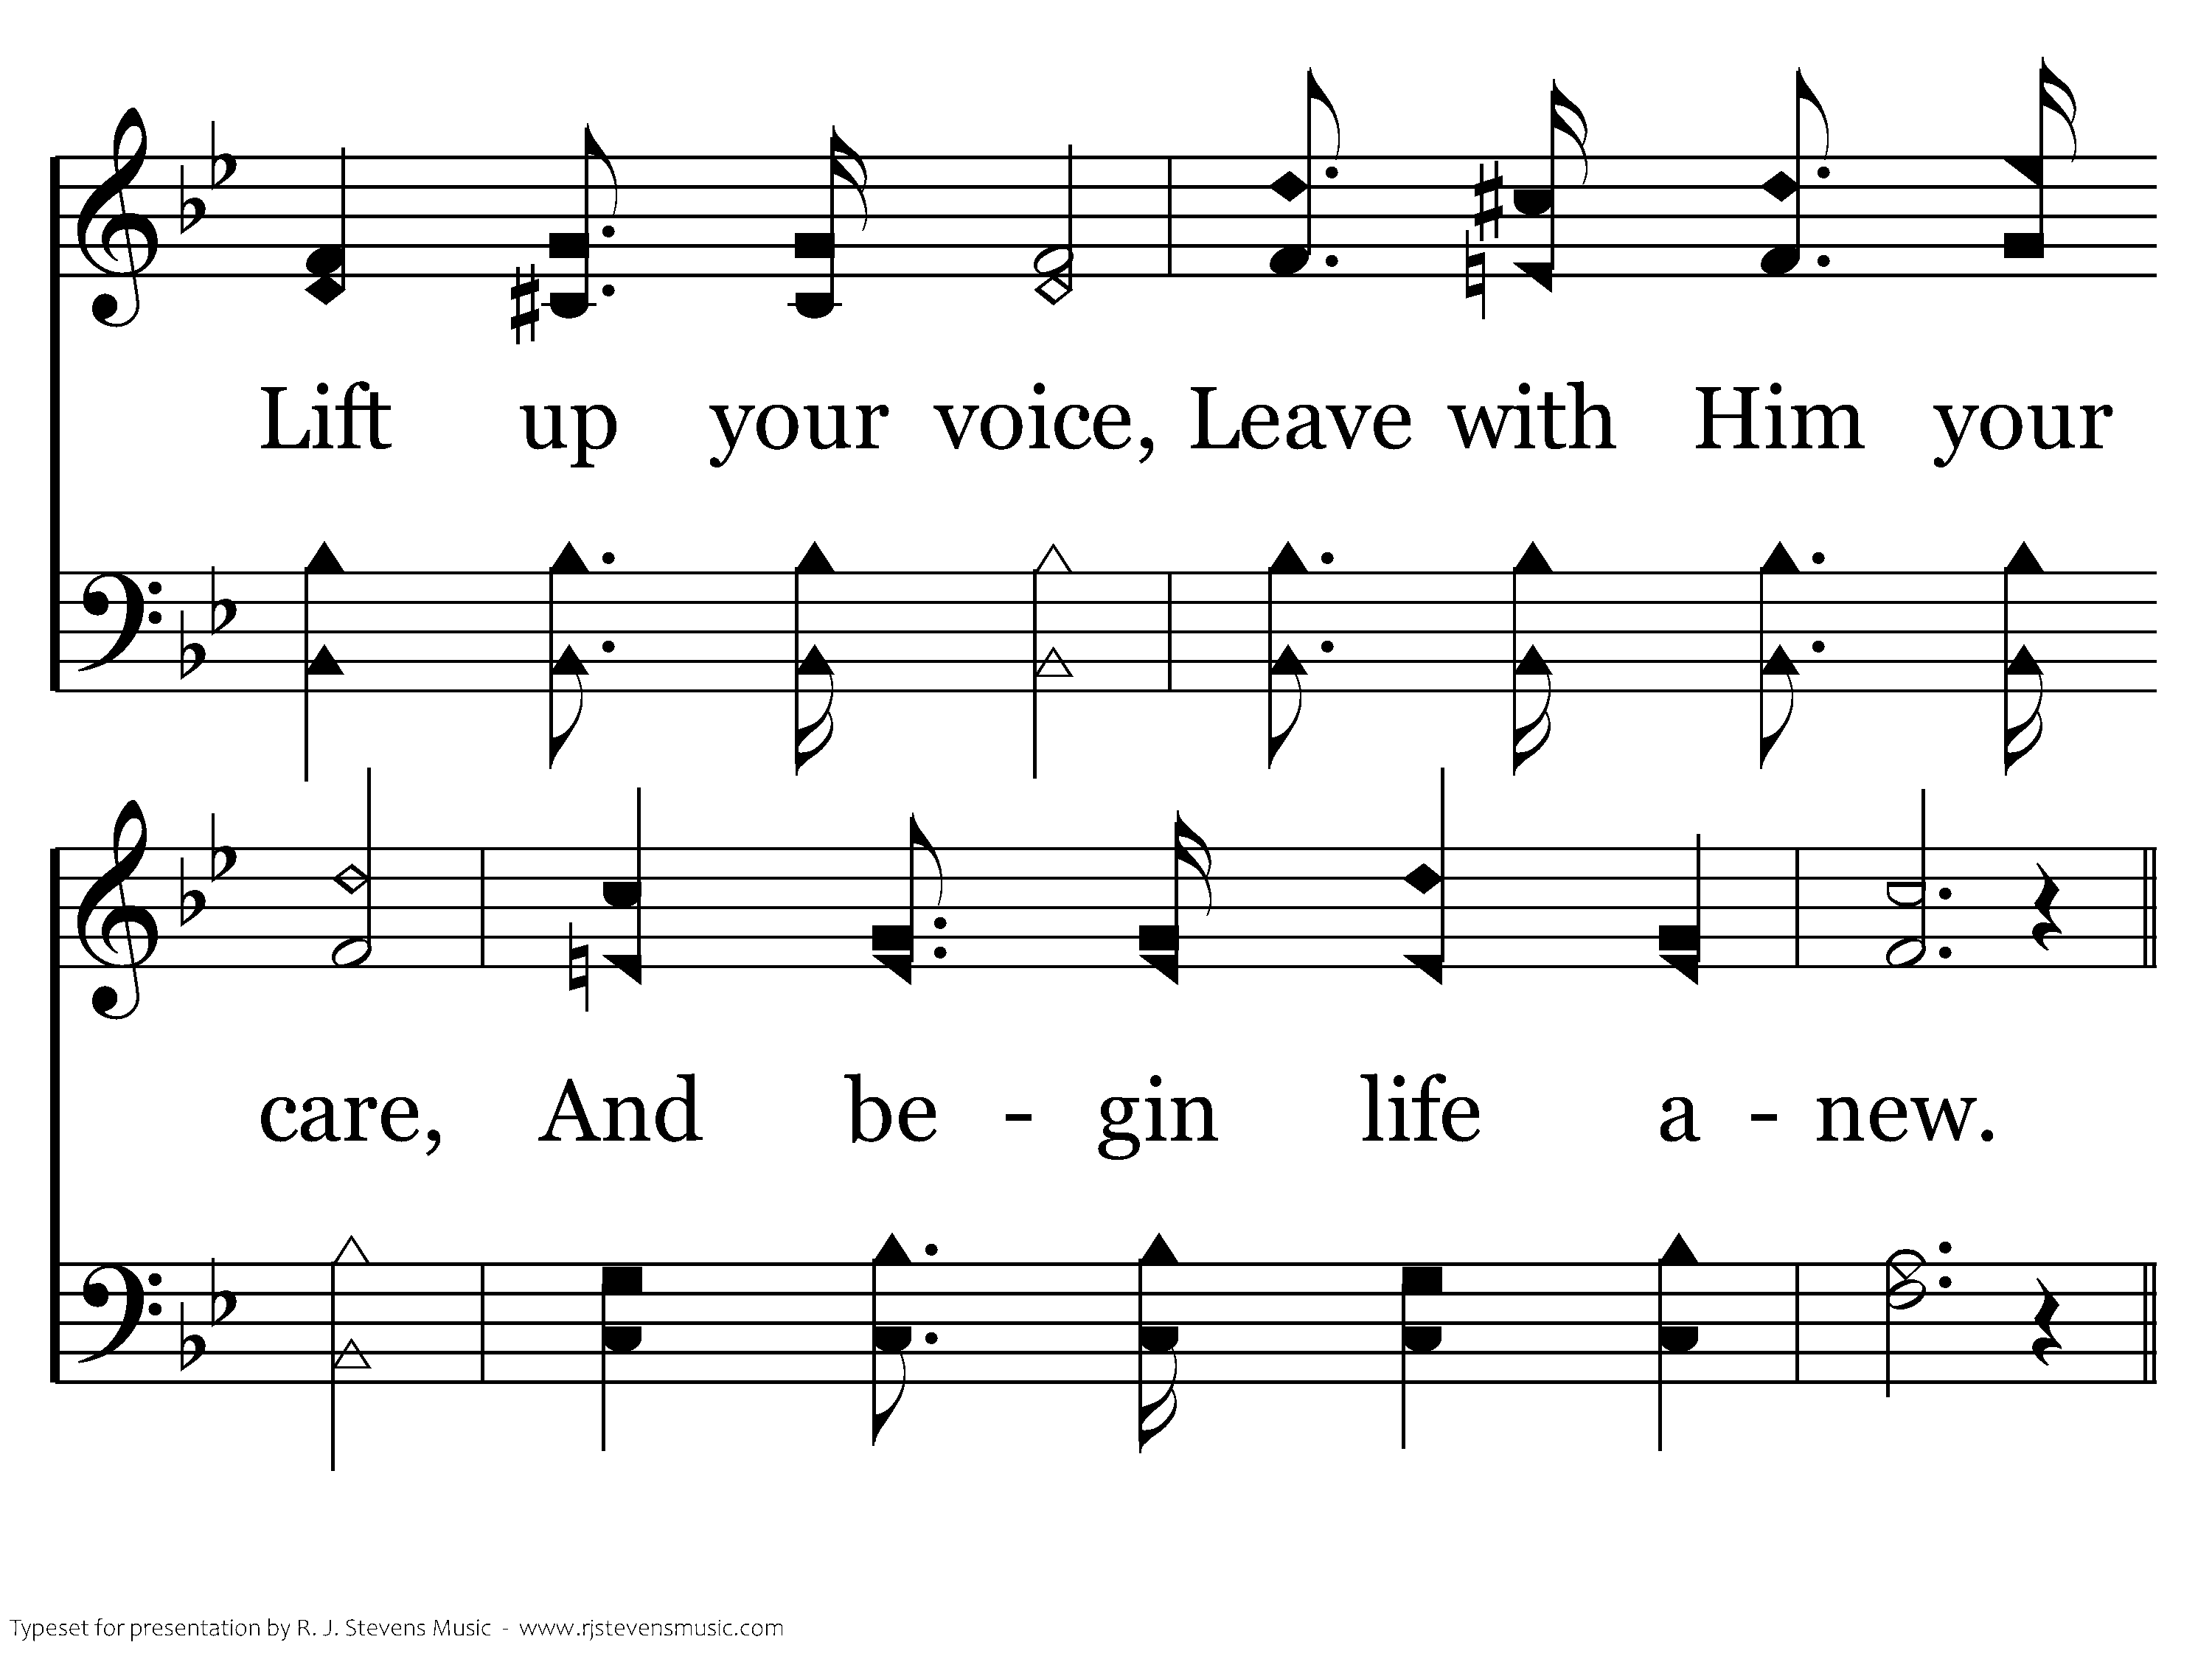 Lift up your voice, Leave with Him your
care, And be - gin life a - new.
Typeset for presentation by R. J. Stevens Music - www.rjstevensmusic.com